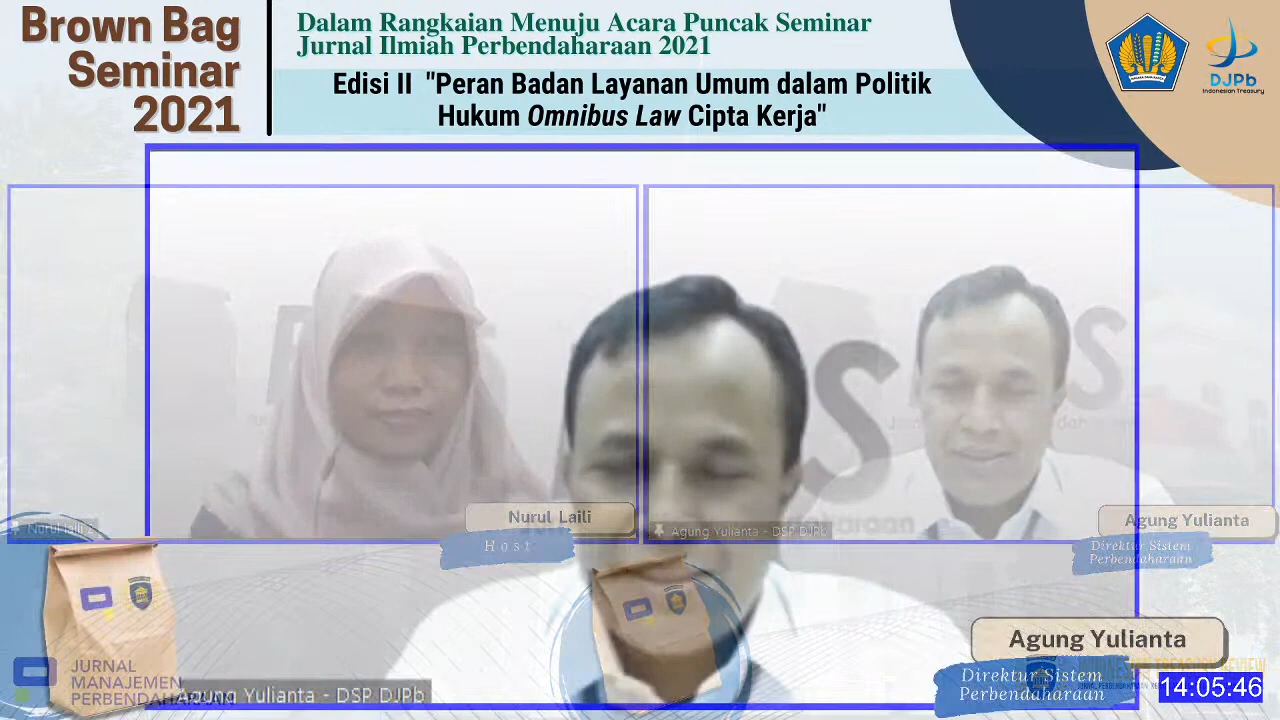 Brown Bag
Seminar
2021
Dalam Rangkaian Menuju Acara Puncak Seminar
Jurnal Ilmiah Perbendaharaan 2021
Edisi II "Peran Badan Layanan Umum dalam Politik
Hukum Omnibus Law Cipta Kerja"
DJPb
Indonesian Treasury
Nurul Laili
Host
Agung Yulianta - DSP DJPb
Agung Yulianta
Direktur Sistem
Perbendaharaan
Agung Yulianta
Direktur Sistem
Perbendaharaan
JURNAL
MANAJEMEN
PERBENDAHARAAN
Agung Yulianta - DSP DJPb
14:05:46